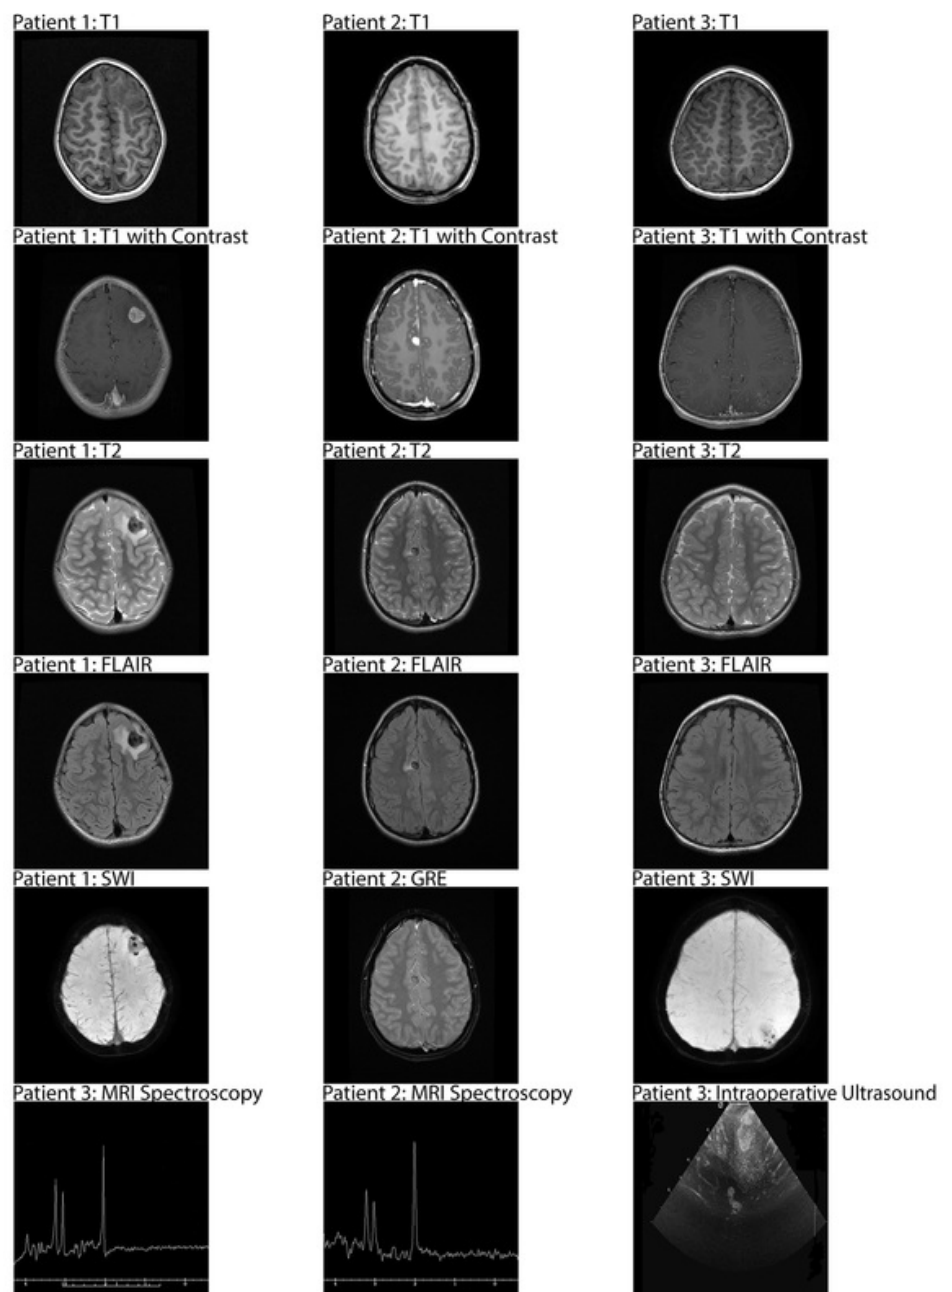 Patient 1: T1
Patient 2: T1
Patient 3: T1
Patient 1: T1 with Contrast
Patient 2: T1 with Contrast
Patient 3: T1 with Contrast
Patient 1: T2
Patient 2: T2
Patient 3: T2
Patient 1: FLAIR
Patient 2: FLAIR
Patient 3: FLAIR
Patient 1: SWI
Patient 2: GRE
Patient 3: SWI
Patient 3: MRI Spectroscopy
Patient 2: MRI Spectroscopy
Patient 3: Intraoperative Ultrasound